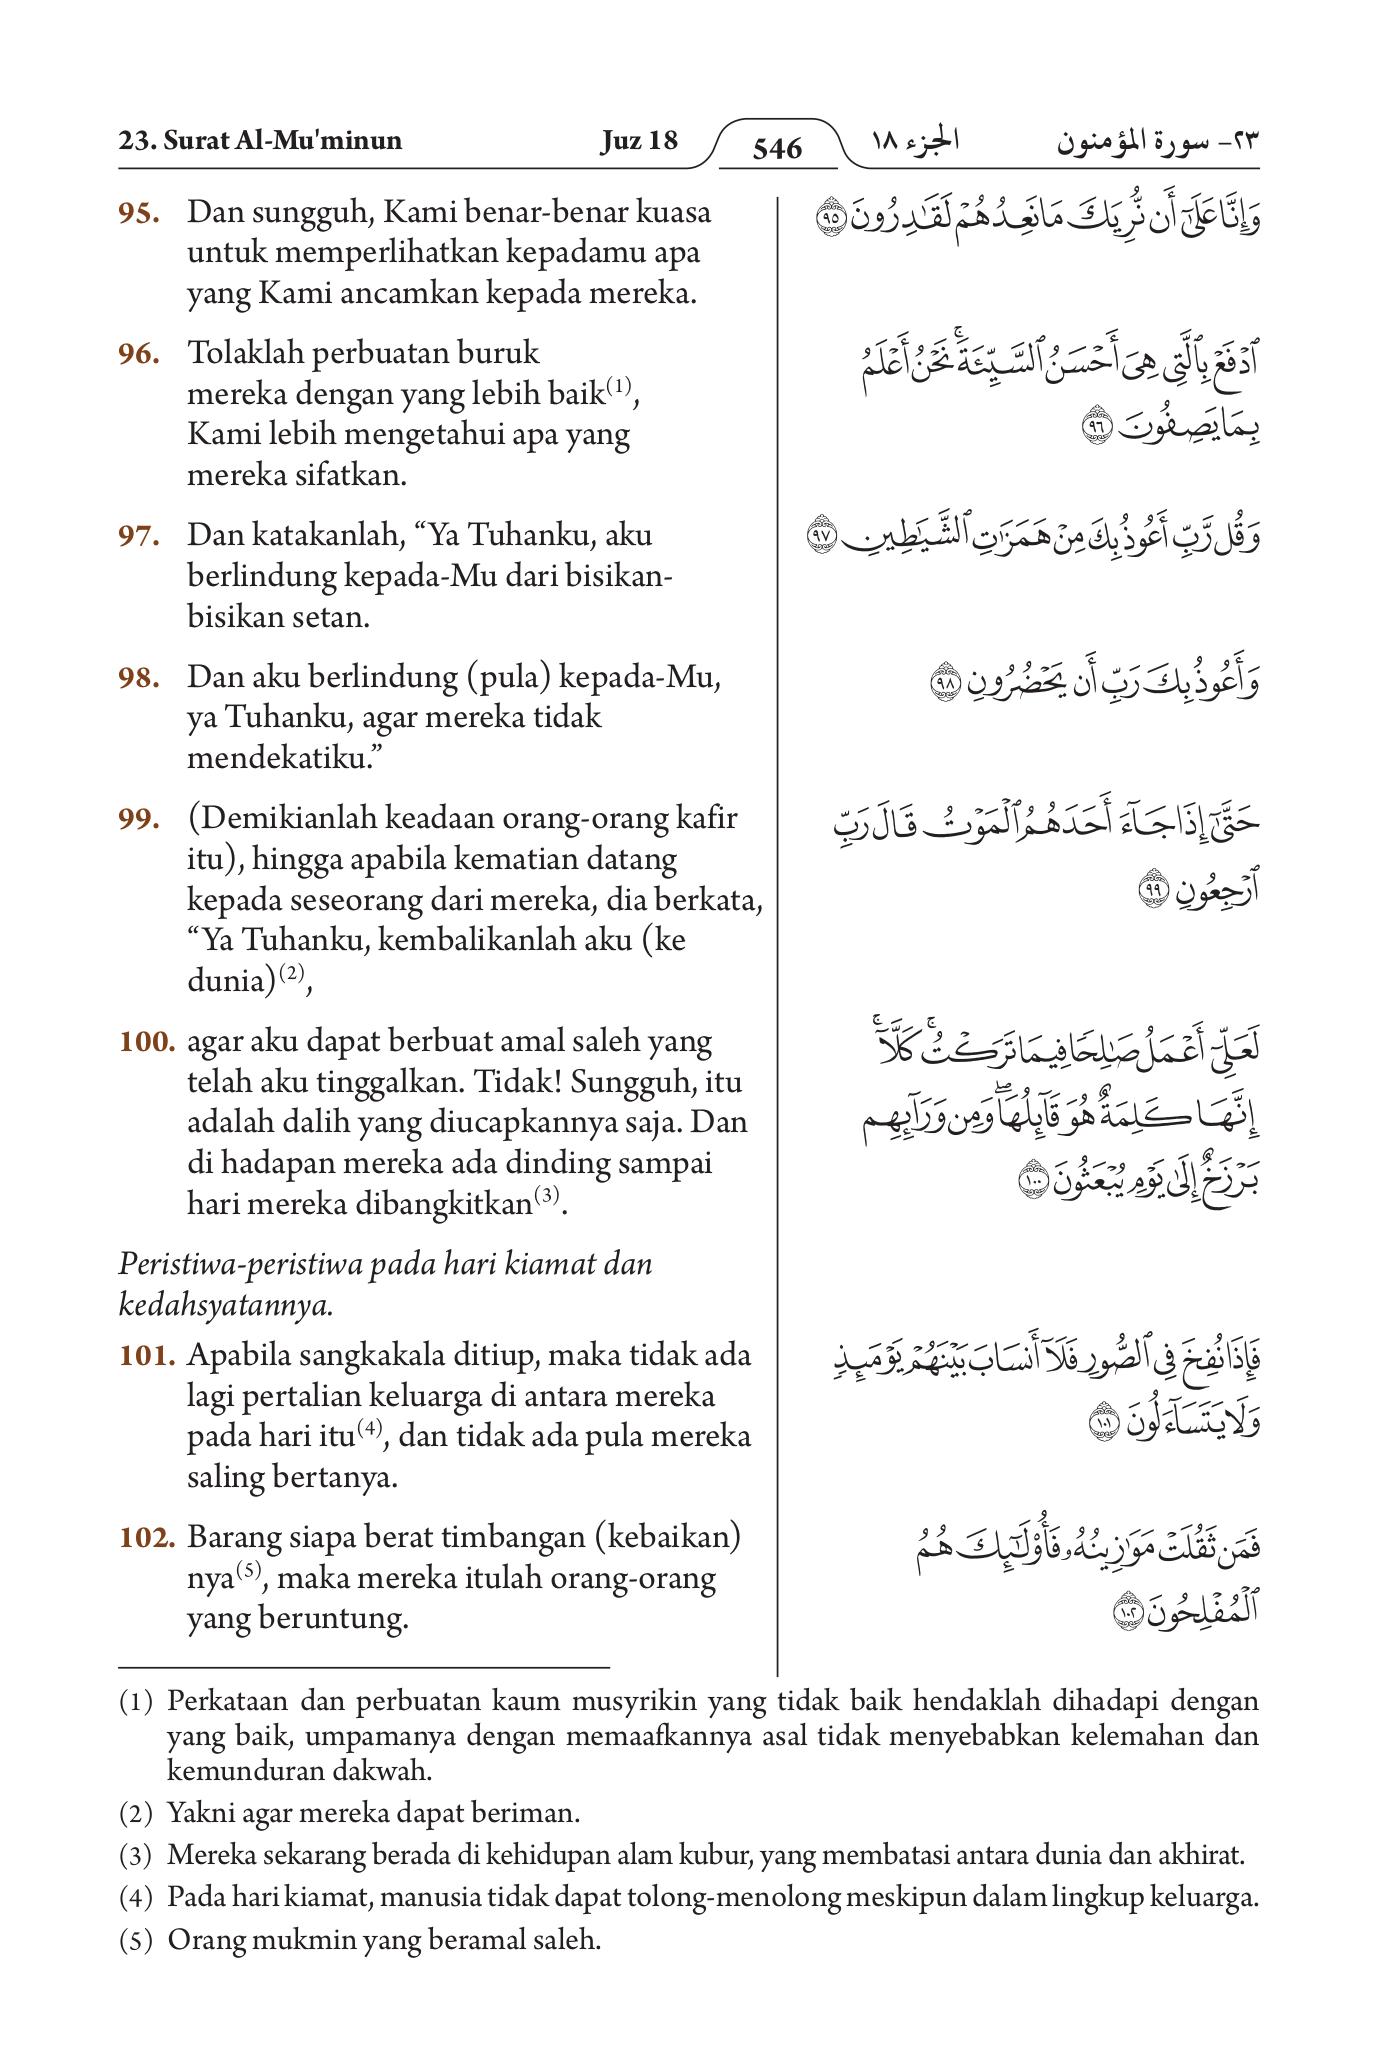 23. Surat Al-Mu'minun Juz 18 546 الجزء ١٨ ٢٣- سورة المؤمنون
95. Dan sungguh, Kami benar-benar kuasa
untuk memperlihatkan kepadamu apa
yang Kami ancamkan kepada mereka.
96. Tolaklah perbuatan buruk
mereka dengan yang lebih baik(1),
Kami lebih mengetahui apa yang
mereka sifatkan.
97. Dan katakanlah, “Ya Tuhanku, aku
berlindung kepada-Mu dari bisikan-
bisikan setan.
98. Dan aku berlindung (pula) kepada-Mu,
ya Tuhanku, agar mereka tidak
mendekatiku.”
99. (Demikianlah keadaan orang-orang kafir
itu), hingga apabila kematian datang
kepada seseorang dari mereka, dia berkata,
“Ya Tuhanku, kembalikanlah aku (ke
dunia)(2),
100. agar aku dapat berbuat amal saleh yang
telah aku tinggalkan. Tidak! Sungguh, itu
adalah dalih yang diucapkannya saja. Dan
di hadapan mereka ada dinding sampai
hari mereka dibangkitkan(3).
Peristiwa-peristiwa pada hari kiamat dan
kedahsyatannya.
101. Apabila sangkakala ditiup, maka tidak ada
lagi pertalian keluarga di antara mereka
pada hari itu(4), dan tidak ada pula mereka
saling bertanya.
102. Barang siapa berat timbangan (kebaikan)
nya(5), maka mereka itulah orang-orang
yang beruntung.
وَإِنَّا عَلَىٰٓ أَن نُّرِيَكَ مَا نَعِدُهُمْ لَقَـٰدِرُونَ ٩٥
ٱدْفَعْ بِٱلَّتِى هِىَ أَحْسَنُ ٱلسَّيِّئَةَ ۚ نَحْنُ أَعْلَمُ
بِمَا يَصِفُونَ ٩٦
وَقُل رَّبِّ أَعُوذُ بِكَ مِنْ هَمَزَٰتِ ٱلشَّيَـٰطِينِ ٩٧
وَأَعُوذُ بِكَ رَبِّ أَن يَحْضُرُونِ ٩٨
حَتَّىٰٓ إِذَا جَآءَ أَحَدَهُمُ ٱلْمَوْتُ قَالَ رَبِّ
ٱرْجِعُونِ ٩٩
لَعَلِّىٓ أَعْمَلُ صَـٰلِحًا فِيمَا تَرَكْتُ ۚ كَلَّآ ۚ
إِنَّهَا كَلِمَةٌ هُوَ قَآئِلُهَا ۖ وَمِن وَرَآئِهِم
بَرْزَخٌ إِلَىٰ يَوْمِ يُبْعَثُونَ ١٠٠
فَإِذَا نُفِخَ فِى ٱلصُّورِ فَلَآ أَنسَابَ بَيْنَهُمْ يَوْمَئِذٍ
وَلَا يَتَسَآءَلُونَ ١٠١
فَمَن ثَقُلَتْ مَوَٰزِينُهُۥ فَأُو۟لَـٰٓئِكَ هُمُ
ٱلْمُفْلِحُونَ ١٠٢
(1) Perkataan dan perbuatan kaum musyrikin yang tidak baik hendaklah dihadapi dengan
yang baik, umpamanya dengan memaafkannya asal tidak menyebabkan kelemahan dan
kemunduran dakwah.
(2) Yakni agar mereka dapat beriman.
(3) Mereka sekarang berada di kehidupan alam kubur, yang membatasi antara dunia dan akhirat.
(4) Pada hari kiamat, manusia tidak dapat tolong-menolong meskipun dalam lingkup keluarga.
(5) Orang mukmin yang beramal saleh.